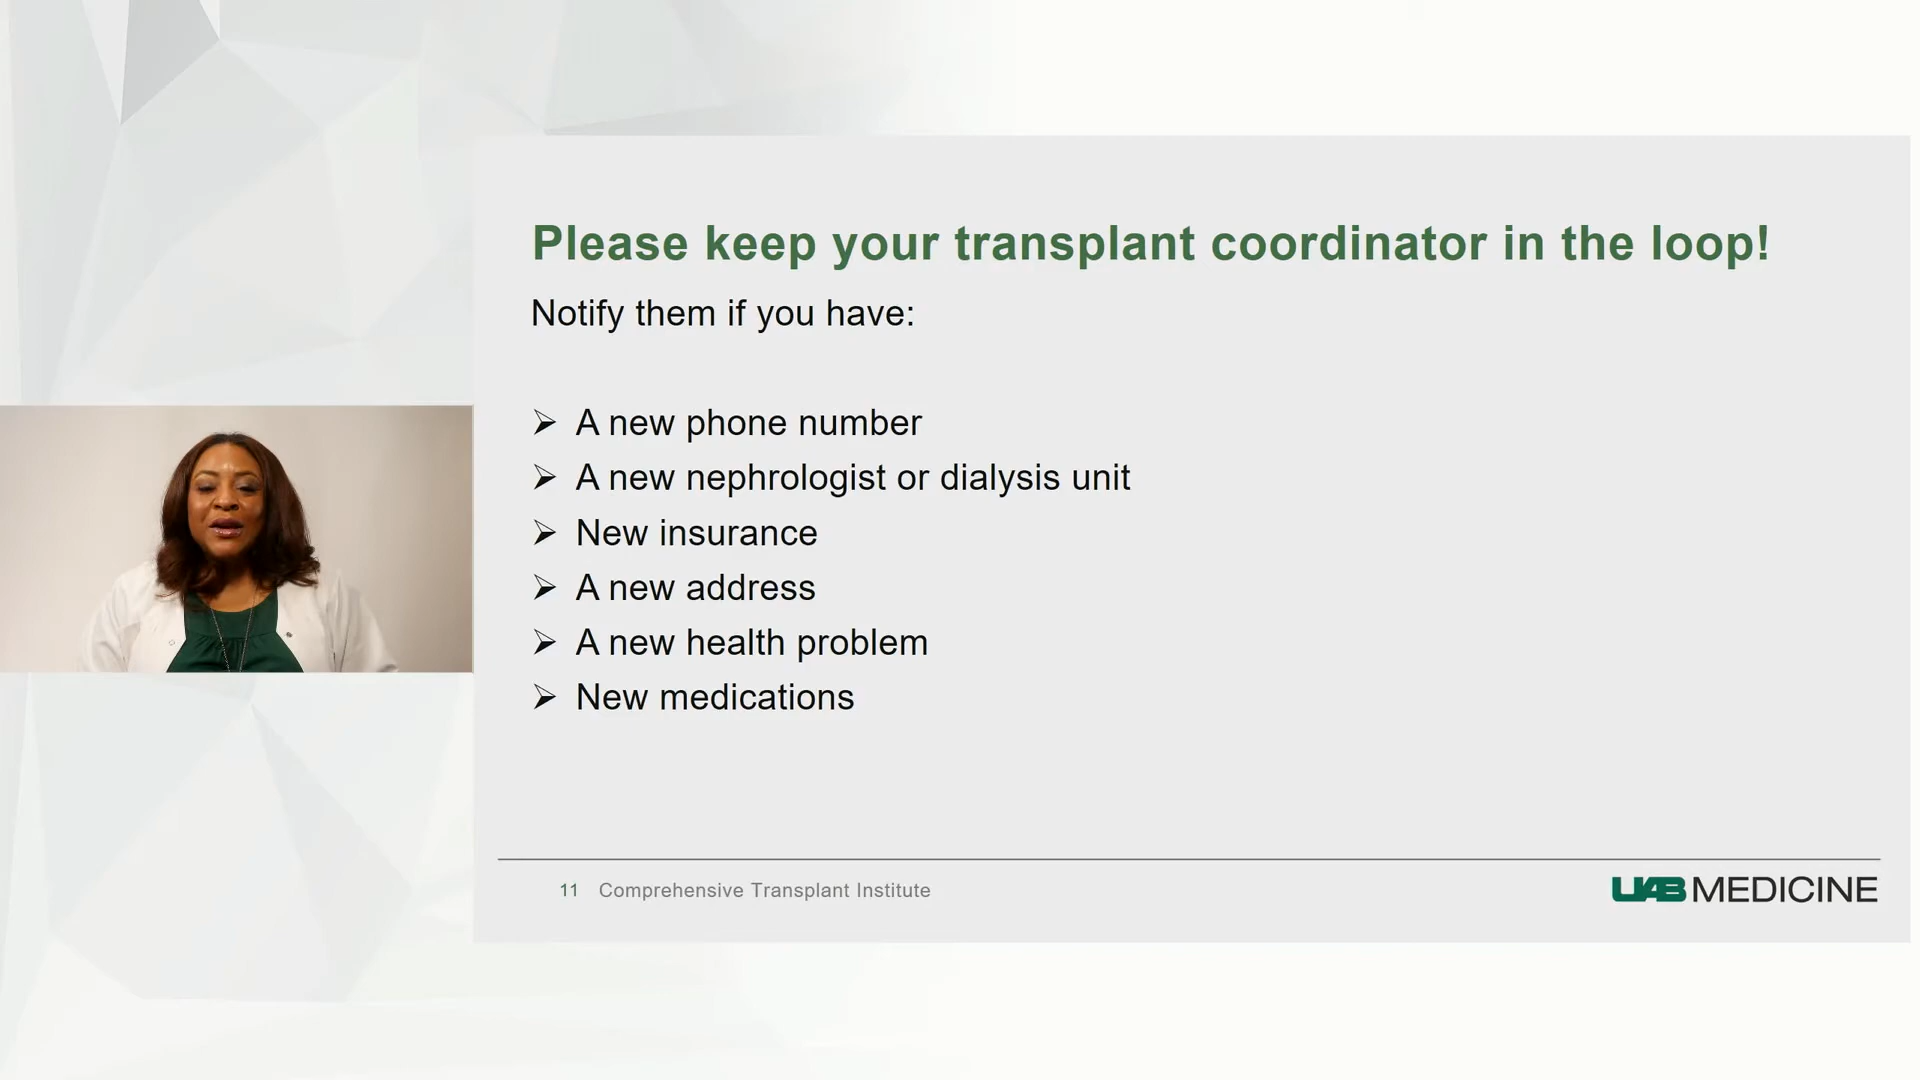 Please keep your transplant coordinator in the loop!
Notify them if you have:
➢ A new phone number
➢ A new nephrologist or dialysis unit
➢ New insurance
➢ A new address
➢ A new health problem
➢ New medications
11 Comprehensive Transplant Institute
UAB MEDICINE